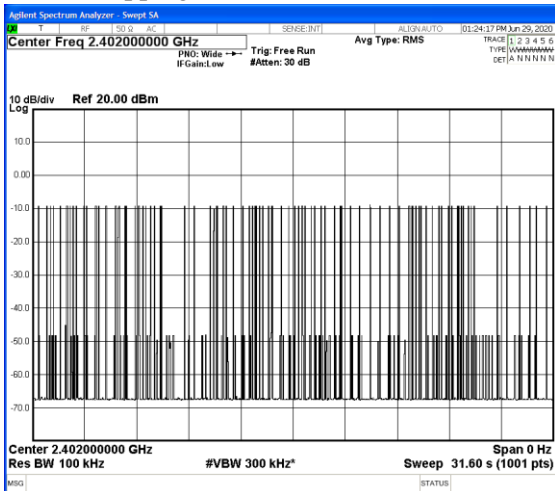 Agilent Spectrum Analyzer - Swept SA
T RF 50 Ω AC SENSE:INT ALIGN AUTO 01:24:17 PM Jun 29, 2020
Center Freq 2.402000000 GHz
PNO: Wide
IFGain:Low
Trig: Free Run
#Atten: 30 dB
Avg Type: RMS
TRACE 1 2 3 4 5 6
TYPE
DET A N N N N N
10 dB/div Ref 20.00 dBm
Log
10.0
0.00
-10.0
-20.0
-30.0
-40.0
-50.0
-60.0
-70.0
Center 2.402000000 GHz Span 0 Hz
Res BW 100 kHz #VBW 300 kHz* Sweep 31.60 s (1001 pts)
MSG STATUS